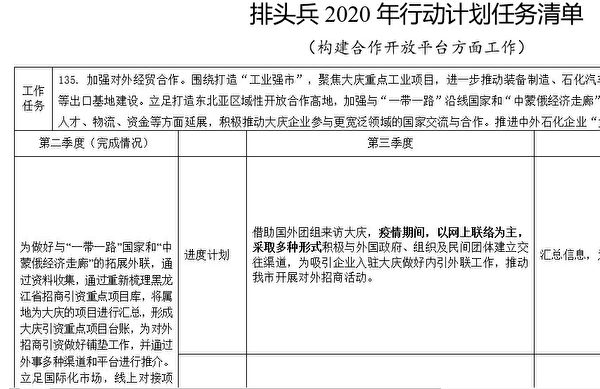 排头兵 2020 年行动计划任务清单
（构建合作开放平台方面工作）
工作
任务
135. 加强对外经贸合作。围绕打造“工业强市”，聚焦大庆重点工业项目，进一步推动装备制造、石化汽
等出口基地建设。立足打造东北亚区域性开放合作高地，加强与“一带一路”沿线国家和“中蒙俄经济走廊”
人才、物流、资金等方面延展，积极推动大庆企业参与更宽泛领域的国家交流与合作。推进中外石化企业“
第二季度（完成情况）
第三季度
为做好与“一带一路”国家和“中
蒙俄经济走廊”的拓展外联，通
过资料收集，通过重新梳理黑龙
江省招商引资重点项目库，将属
地为大庆的项目进行汇总，形成
大庆引资重点项目台账，为对外
招商引资做好铺垫工作，并通过
外事多种渠道和平台进行推介。
立足国际化市场，线上对接项
进度计划
借助国外团组来访大庆，疫情期间，以网上联络为主，
采取多种形式积极与外国政府、组织及民间团体建立交
往渠道，为吸引企业入驻大庆做好内引外联工作，推动
我市开展对外招商活动。
汇总信息，